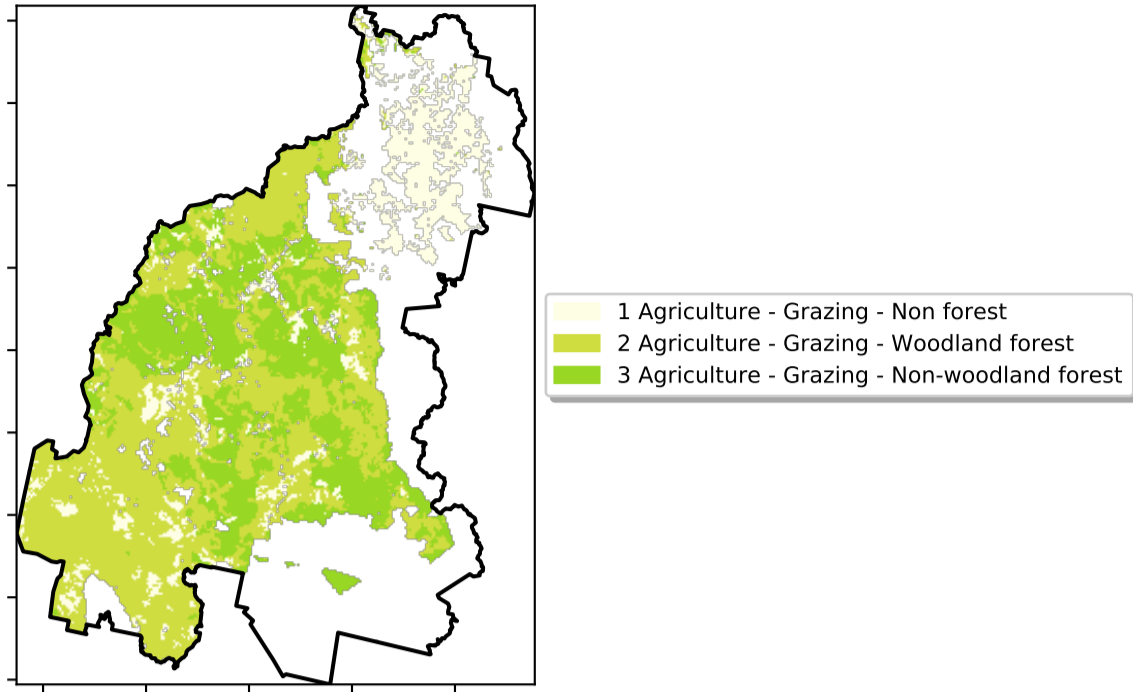 1 Agriculture - Grazing - Non forest
2 Agriculture - Grazing - Woodland forest
3 Agriculture - Grazing - Non-woodland forest